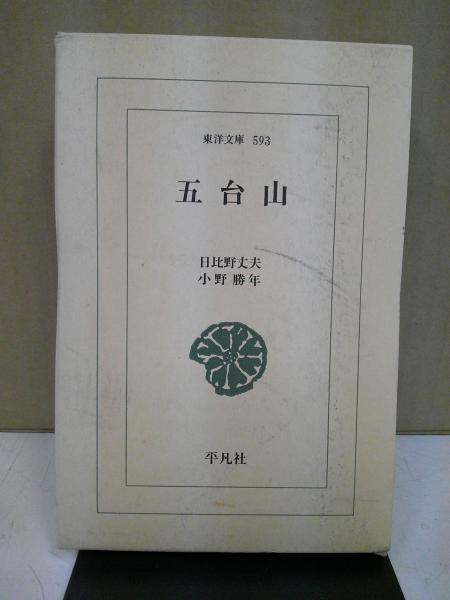 東洋文庫 593
五台山
日比野丈夫
小野勝年
平凡社